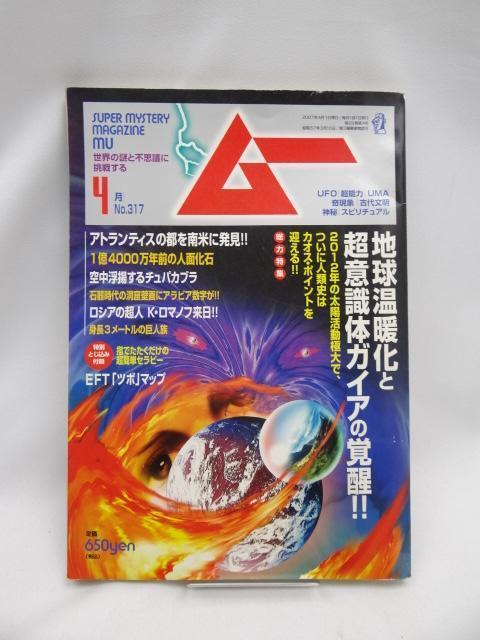 SUPER MYSTERY
MAGAZINE
MU
世界の謎と不思議に
挑戦する
4月
No.317
ムー
UFO 超能力 UMA
奇現象 古代文明
神秘 スピリチュアル
アトランティスの都を南米に発見!!
1億4000万年前の人面化石
空中浮揚するチュパカブラ
石器時代の洞窟壁画にアラビア数字が!!
ロシアの超人 K・ロマノフ来日!!
身長3メートルの巨人族
特別
とじ込み
付録
指でたたくだけの
超簡単セラピー
EFT「ツボ」マップ
地球温暖化と
超意識体ガイアの覚醒!!
2012年の太陽活動極大で、
ついに人類史は
カオス・ポイントを
迎える!!
総力特集
定価
650yen
(税込)